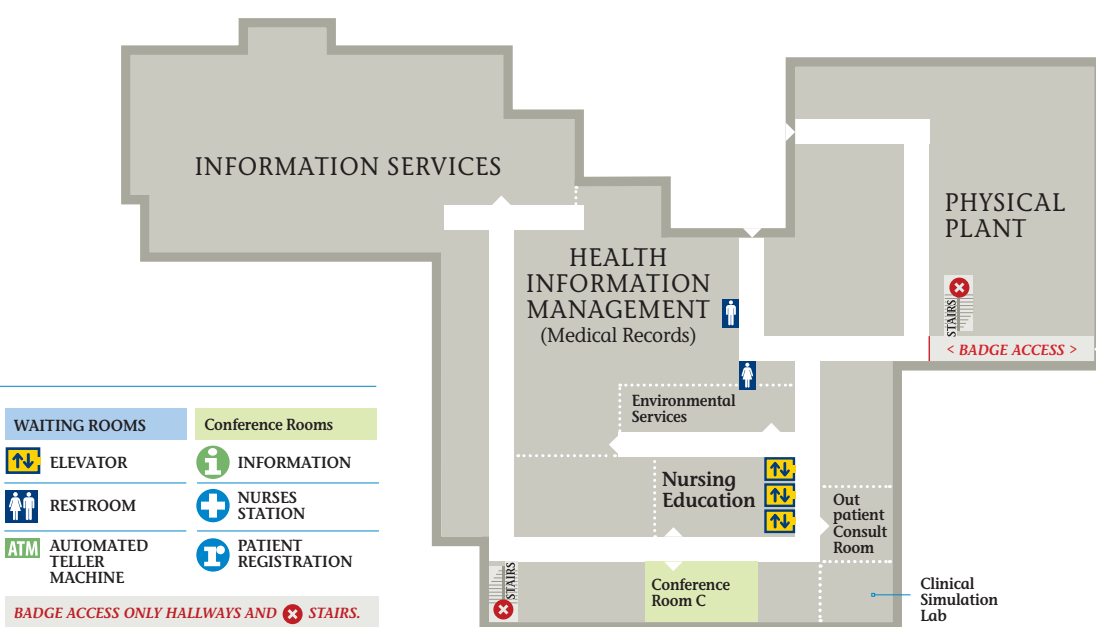 INFORMATION SERVICES
PHYSICAL
PLANT
HEALTH
INFORMATION
MANAGEMENT
(Medical Records)
STAIRS
< BADGE ACCESS >
Environmental
Services
Nursing
Education
Out
patient
Consult
Room
STAIRS
Conference
Room C
Clinical
Simulation
Lab
WAITING ROOMS
Conference Rooms
ELEVATOR
i INFORMATION
RESTROOM
NURSES
STATION
ATM AUTOMATED
TELLER
MACHINE
r PATIENT
REGISTRATION
BADGE ACCESS ONLY HALLWAYS AND STAIRS.